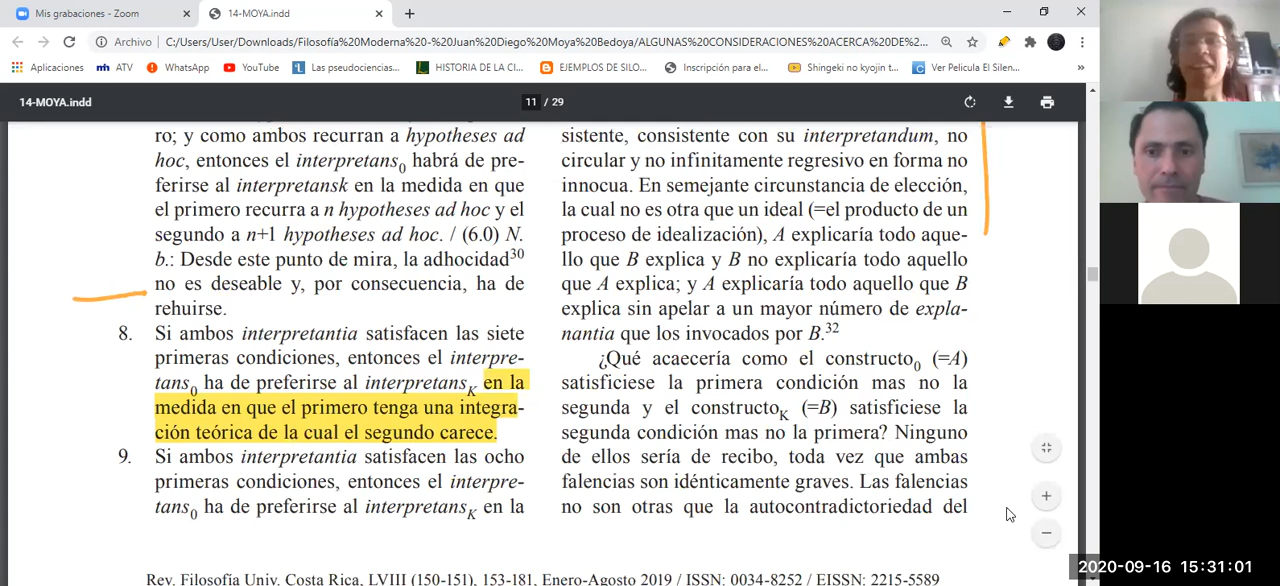 Mis grabaciones - Zoom
14-MOYA.indd
Archivo
C:/Users/User/Downloads/Filosofía%20Moderna%20-%20Juan%20Diego%20Moya%20Bedoya/ALGUNAS%20CONSIDERACIONES%20ACERCA%20DE%...
Aplicaciones
ATV
WhatsApp
YouTube
Las pseudociencias...
HISTORIA DE LA CI...
EJEMPLOS DE SILO...
Inscripción para el...
Shingeki no kyojin t...
Ver Pelicula El Silen...
»
14-MOYA.indd
11 / 29
ro; y como ambos recurran a hypotheses ad
hoc, entonces el interpretans0 habrá de pre-
ferirse al interpretansk en la medida en que
el primero recurra a n hypotheses ad hoc y el
segundo a n+1 hypotheses ad hoc. / (6.0) N.
b.: Desde este punto de mira, la adhocidad30
no es deseable y, por consecuencia, ha de
rehuirse.
8. Si ambos interpretantia satisfacen las siete
primeras condiciones, entonces el interpre-
tans0 ha de preferirse al interpretansK en la
medida en que el primero tenga una integra-
ción teórica de la cual el segundo carece.
9. Si ambos interpretantia satisfacen las ocho
primeras condiciones, entonces el interpre-
tans0 ha de preferirse al interpretansK en la
sistente, consistente con su interpretandum, no
circular y no infinitamente regresivo en forma no
innocua. En semejante circunstancia de elección,
la cual no es otra que un ideal (=el producto de un
proceso de idealización), A explicaría todo aque-
llo que B explica y B no explicaría todo aquello
que A explica; y A explicaría todo aquello que B
explica sin apelar a un mayor número de expla-
nantia que los invocados por B.32
¿Qué acaecería como el constructo0 (=A)
satisficiese la primera condición mas no la
segunda y el constructoK (=B) satisficiese la
segunda condición mas no la primera? Ninguno
de ellos sería de recibo, toda vez que ambas
falencias son idénticamente graves. Las falencias
no son otras que la autocontradictoriedad del
Rev. Filosofía Univ. Costa Rica, LVIII (150-151), 153-181, Enero-Agosto 2019 / ISSN: 0034-8252 / EISSN: 2215-5589
2020-09-16 15:31:01